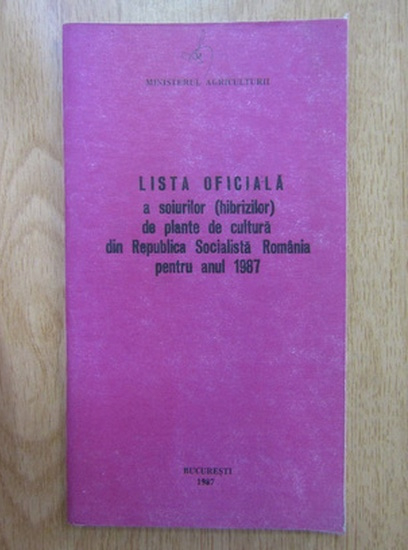 MINISTERUL AGRICULTURII
LISTA OFICIALĂ
a soiurilor (hibrizilor)
de plante de cultură
din Republica Socialistă România
pentru anul 1987
BUCUREȘTI
1987